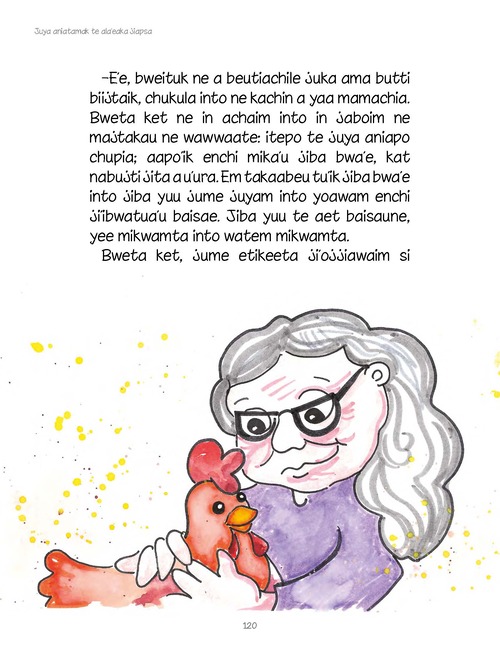 Juya aniatamak te ala'eaka jiapsa
–E'e, bweituk ne a beutiachile juka ama butti
biijtaik, chukula into ne kachin a yaa mamachia.
Bweta ket ne in achaim into in jaboim ne
majtakau ne wawwaate: itepo te juya aniapo
chupia; aapo'ik enchi mika'u jiba bwa'e, kat
nabujti jita a u'ura. Em takaabeu tu'ik jiba bwa'e
into jiba yuu jume juyam into yoawam enchi
ji'ibwatua'u baisae. Jiba yuu te aet baisaune,
yee mikwamta into watem mikwamta.
Bweta ket, jume etikeeta ji'ojjiawaim si
120